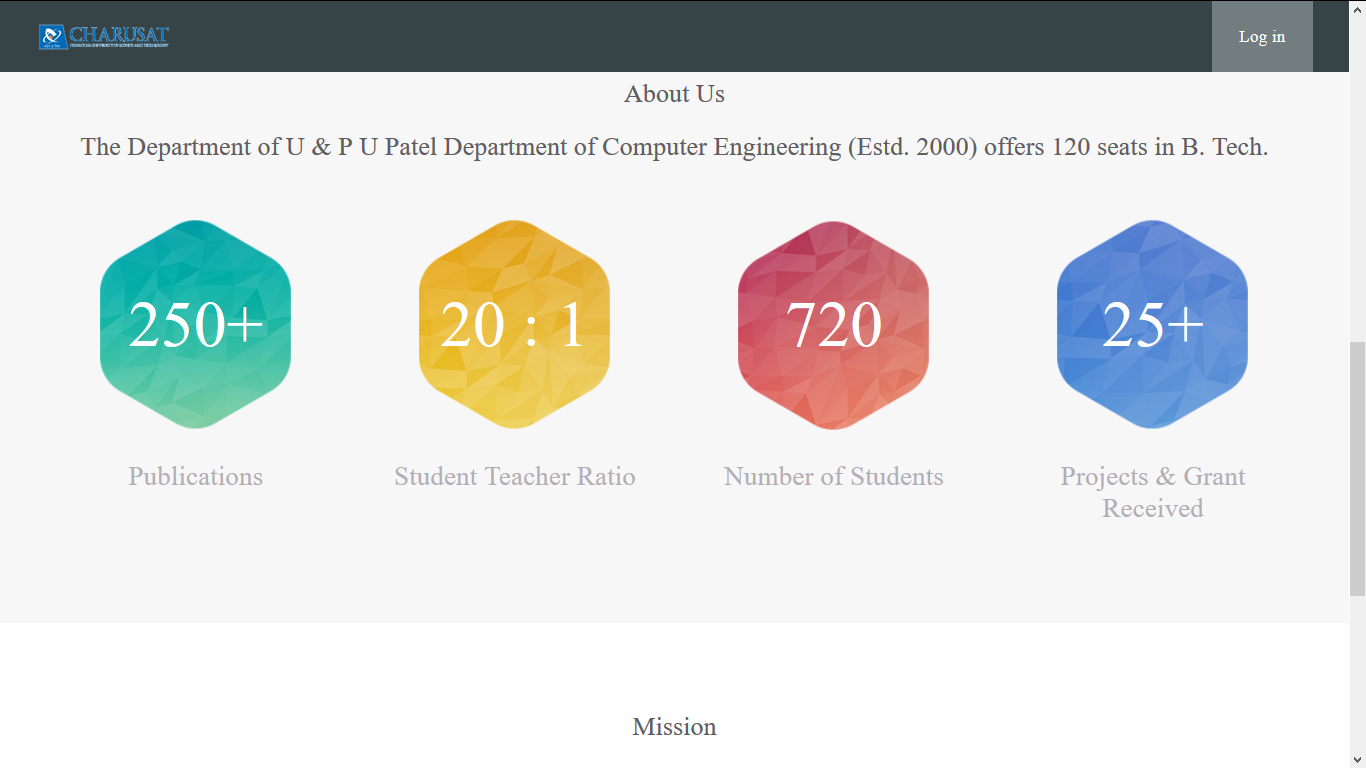 CHARUSAT
Log in
About Us
The Department of U & P U Patel Department of Computer Engineering (Estd. 2000) offers 120 seats in B. Tech.
250+
20 : 1
720
25+
Publications
Student Teacher Ratio
Number of Students
Projects & Grant
Received
Mission